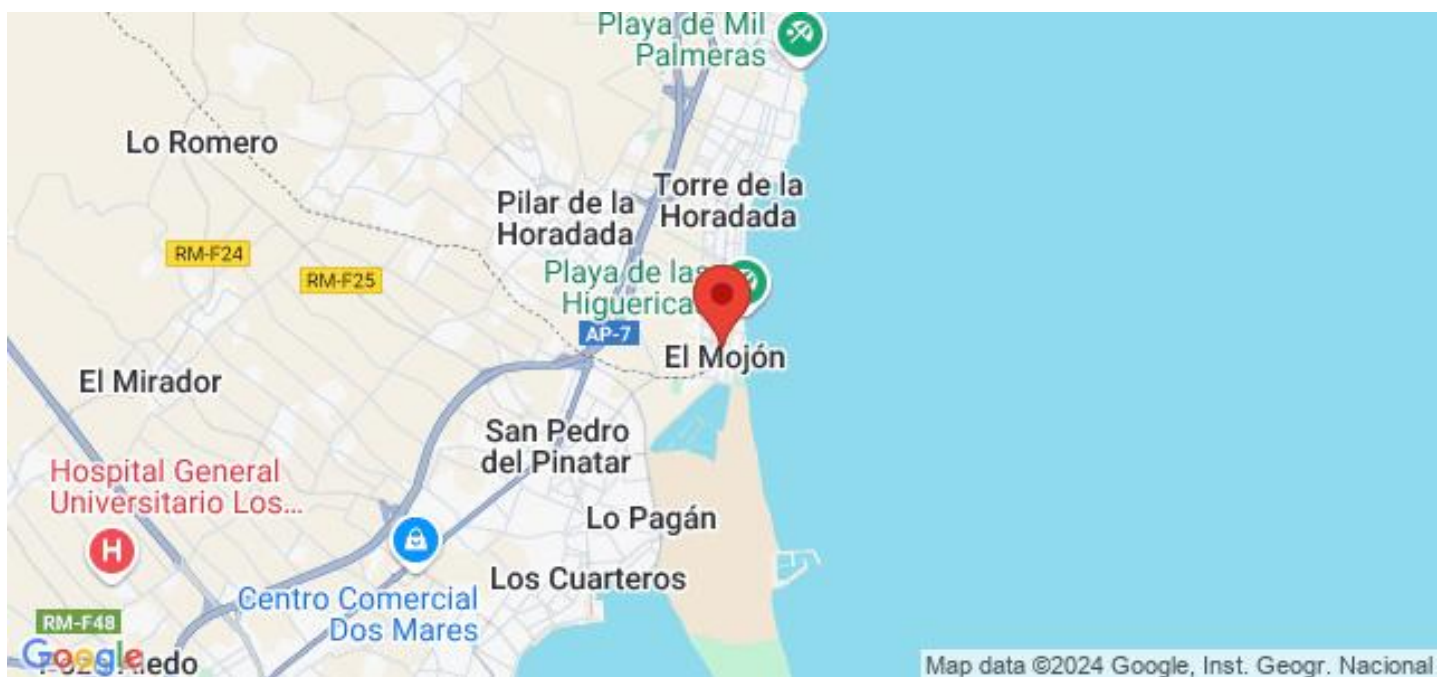 Playa de Mil
Palmeras
Lo Romero
Torre de la
Horadada
Pilar de la
Horadada
RM-F24
RM-F25
Playa de las
Higuerica
AP-7
El Mojón
El Mirador
San Pedro
del Pinatar
Hospital General
Universitario Los...
H
Lo Pagán
Los Cuarteros
Centro Comercial
Dos Mares
RM-F48
Google
Map data ©2024 Google, Inst. Geogr. Nacional